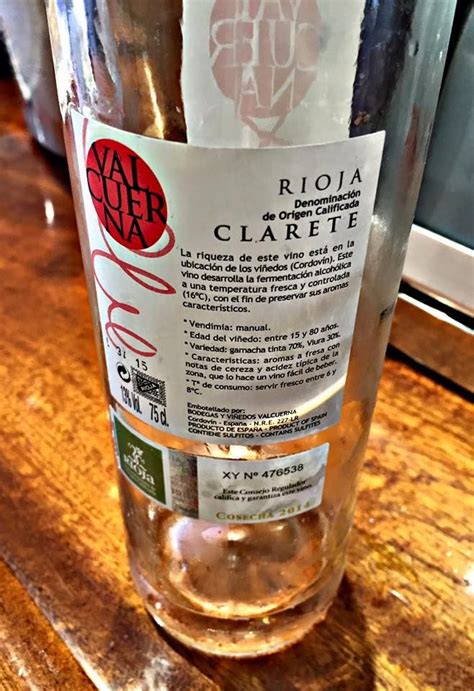 VAL
CUER
NA
RIOJA
Denominación
de Origen Calificada
CLARETE
La riqueza de este vino está en la
ubicación de los viñedos (Cordovín). Este
vino desarrolla la fermentación alcohólica
a una temperatura fresca y controlada
(16ºC), con el fin de preservar sus aromas
característicos.
* Vendimia: manual.
* Edad del viñedo: entre 15 y 80 años.
* Variedad: garnacha tinta 70%, Viura 30%.
* Características: aromas a fresa con
notas de cereza y acidez típica de la
zona, que lo hace un vino fácil de beber.
* Tª de consumo: servir fresco entre 6 y
8ºC.
15
13% Vol. 75 cl.
Embotellado por:
BODEGAS Y VIÑEDOS VALCUERNA
Cordovín - España - N.R.E. 227-LR
PRODUCTO DE ESPAÑA - PRODUCT OF SPAIN
CONTIENE SULFITOS - CONTAINS SULFITES
Rioja
XY Nº 476538
Este Consejo Regulador
califica y garantiza este vino.
COSECHA 2014